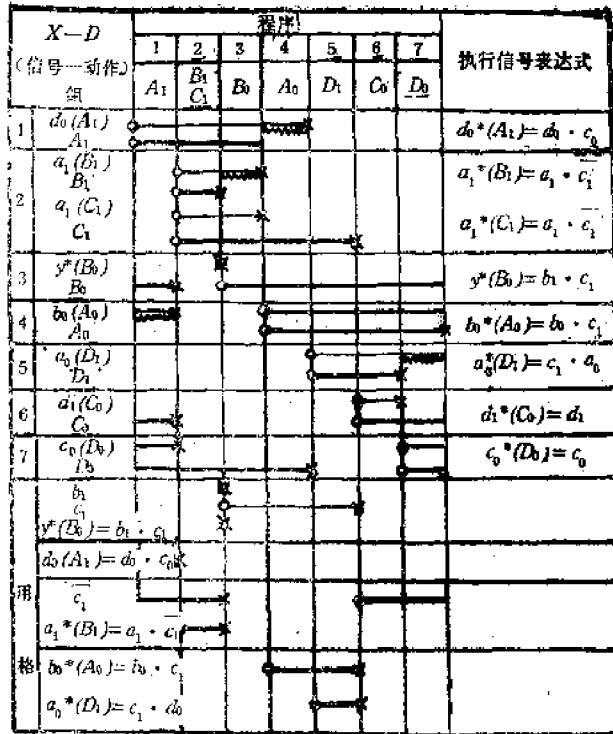 X—D
(信号—动作)
组
程序
执行信号表达式
1 2 3 4 5 6 7
A₁ B₁ C₁ B₀ A₀ D₁ C₀ D₀
1 d₀(A₁)
A₁
d₀*(A₁)=d₀·c₀
2 a₁(b₁)
B₁
a₁*(B₁)=a₁·c̅₁
a₁(C₁)
C₁
a₁*(C₁)=a₁·c̅₁
3 y*(B₀)
B₀
y*(B₀)=b₁·c₁
4 b₀(A₀)
A₀
b₀*(A₀)=b₀·c₁
5 a₀(D₁)
D₁
a₀*(D₁)=c₁·a₀
6 d₁(C₀)
C₀
d₁*(C₀)=d₁
7 c₀(D₀)
D₀
c₀*(D₀)=c₀
用
格
b₁
c₁
y*(B₀)=b₁·c₁
d₀(A₁)=d₀·c₀
c̅₁
a₁*(B₁)=a₁·c̅₁
b₀*(A₀)=b₀·c₁
a₀*(D₁)=c₁·d₀